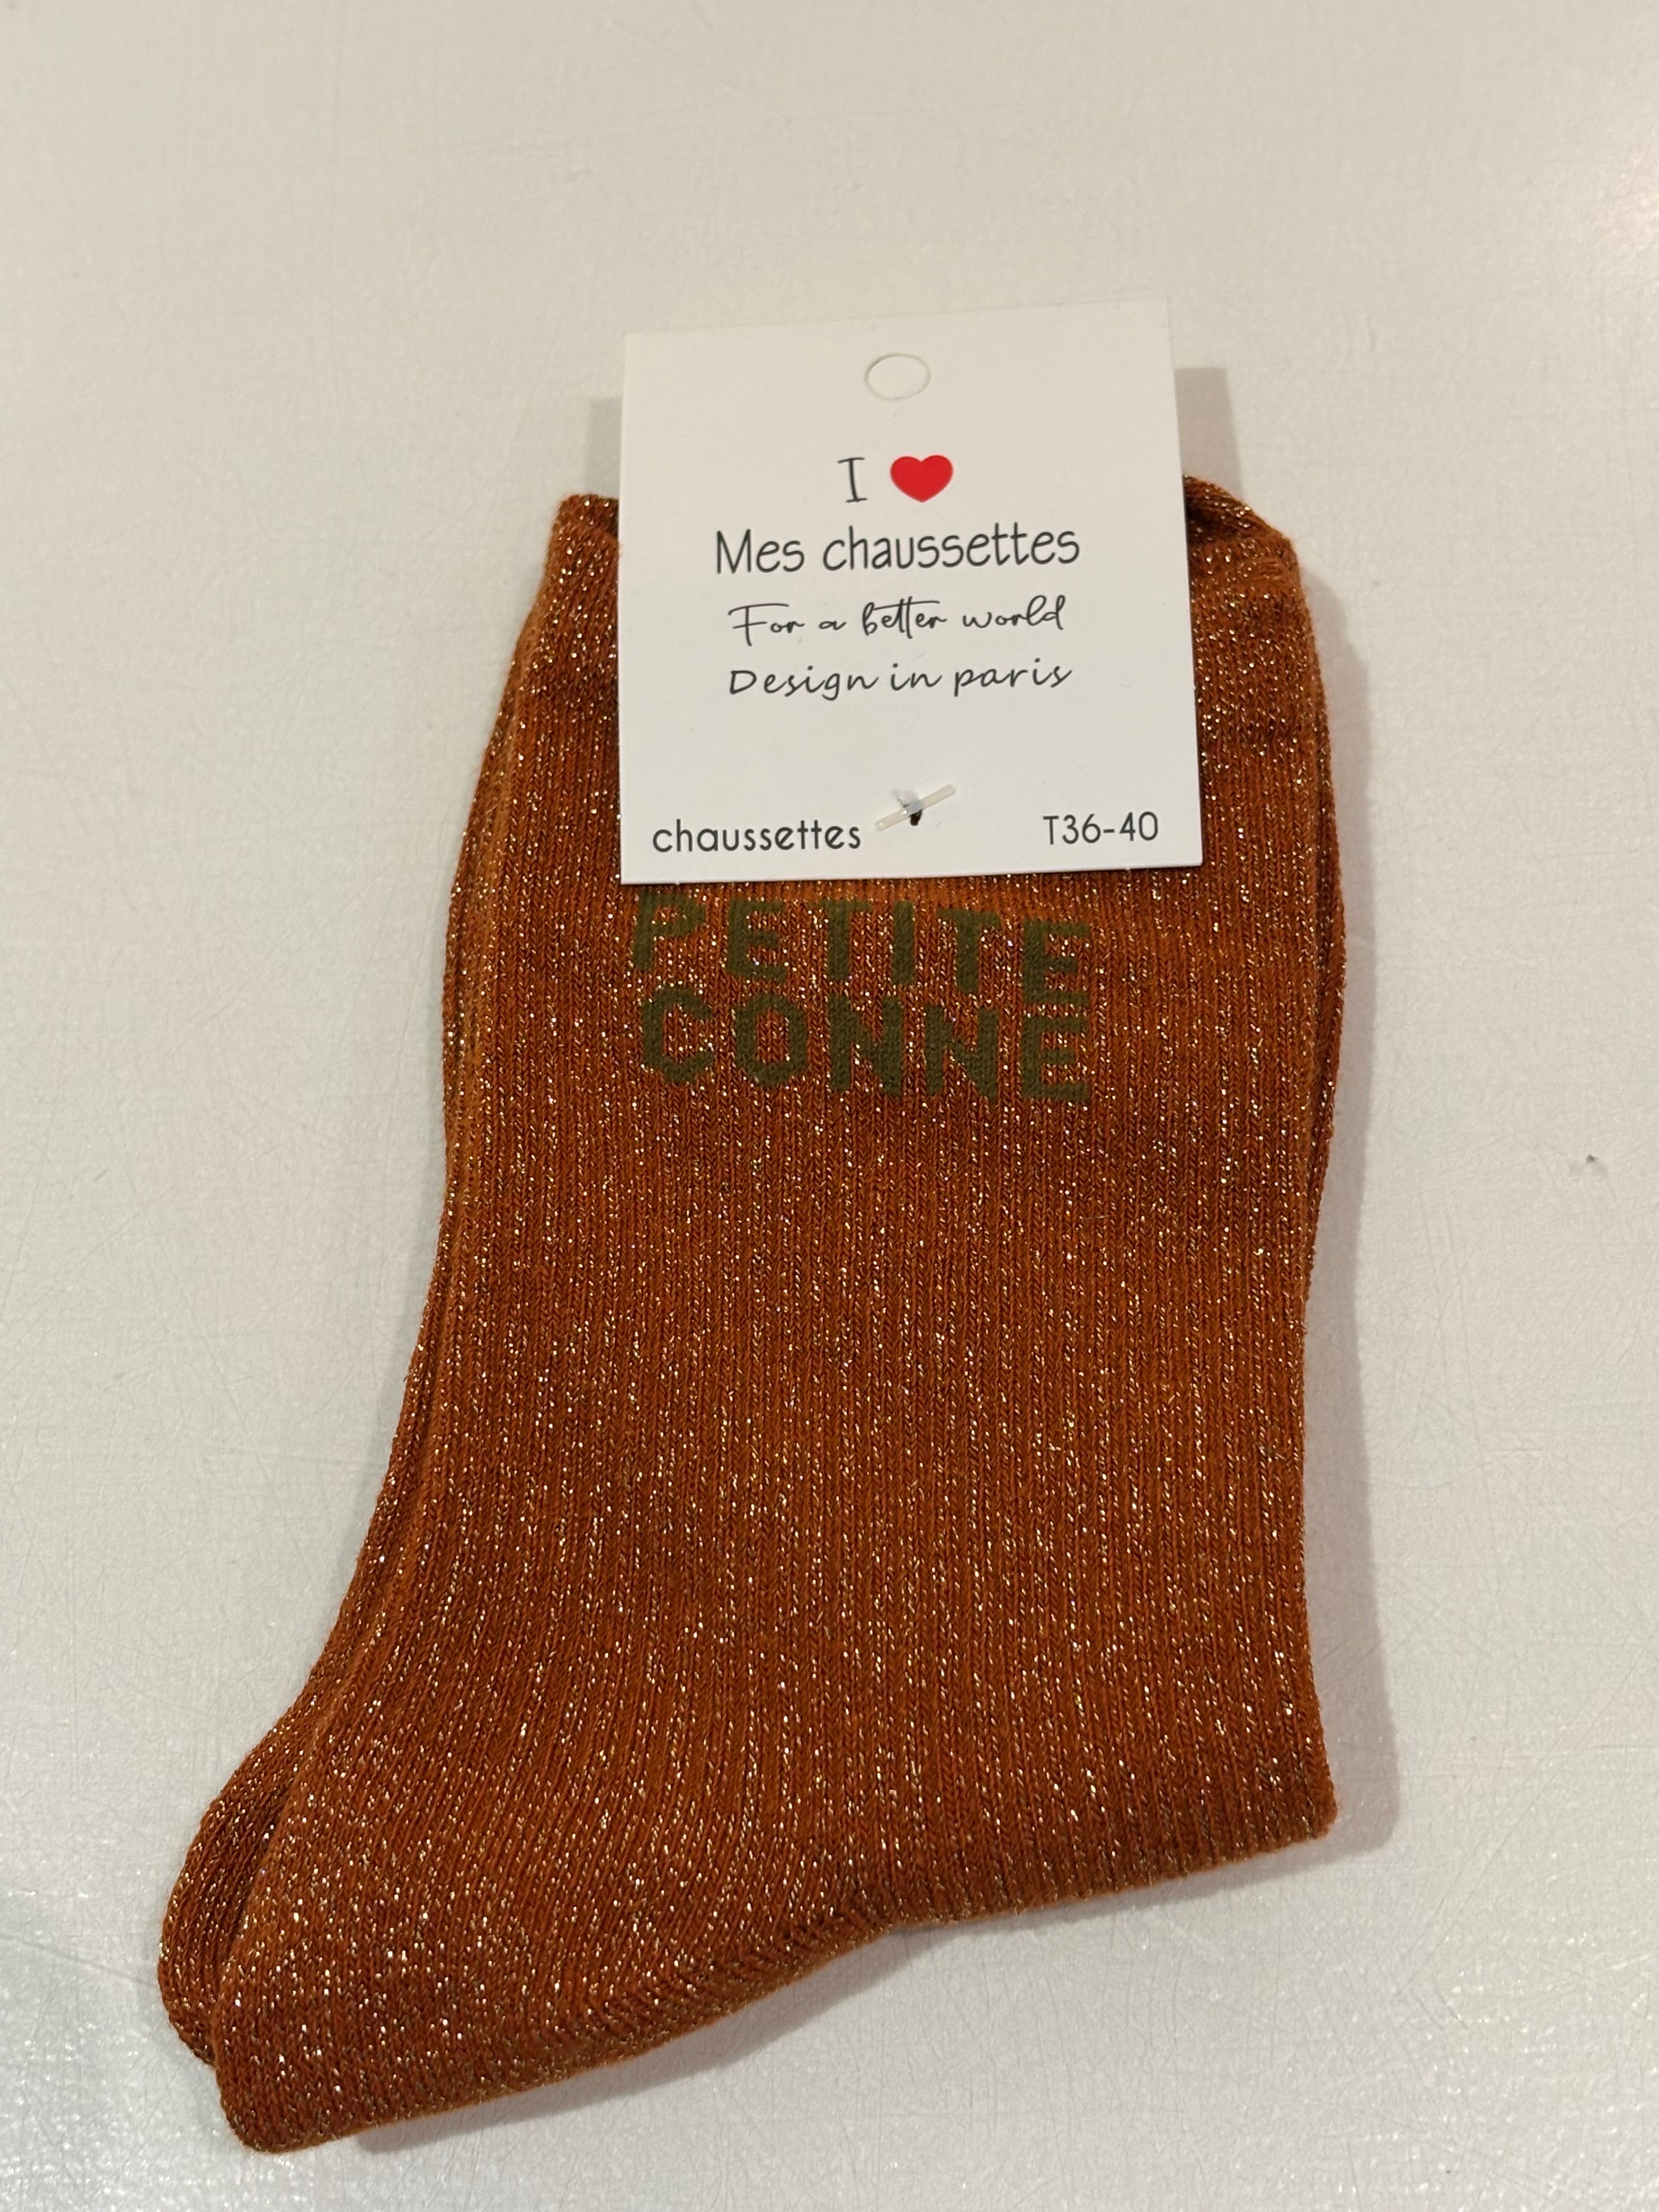 I ❤
Mes chaussettes
For a better world
Design in paris
chaussettes T36-40
PETITE
CONNE